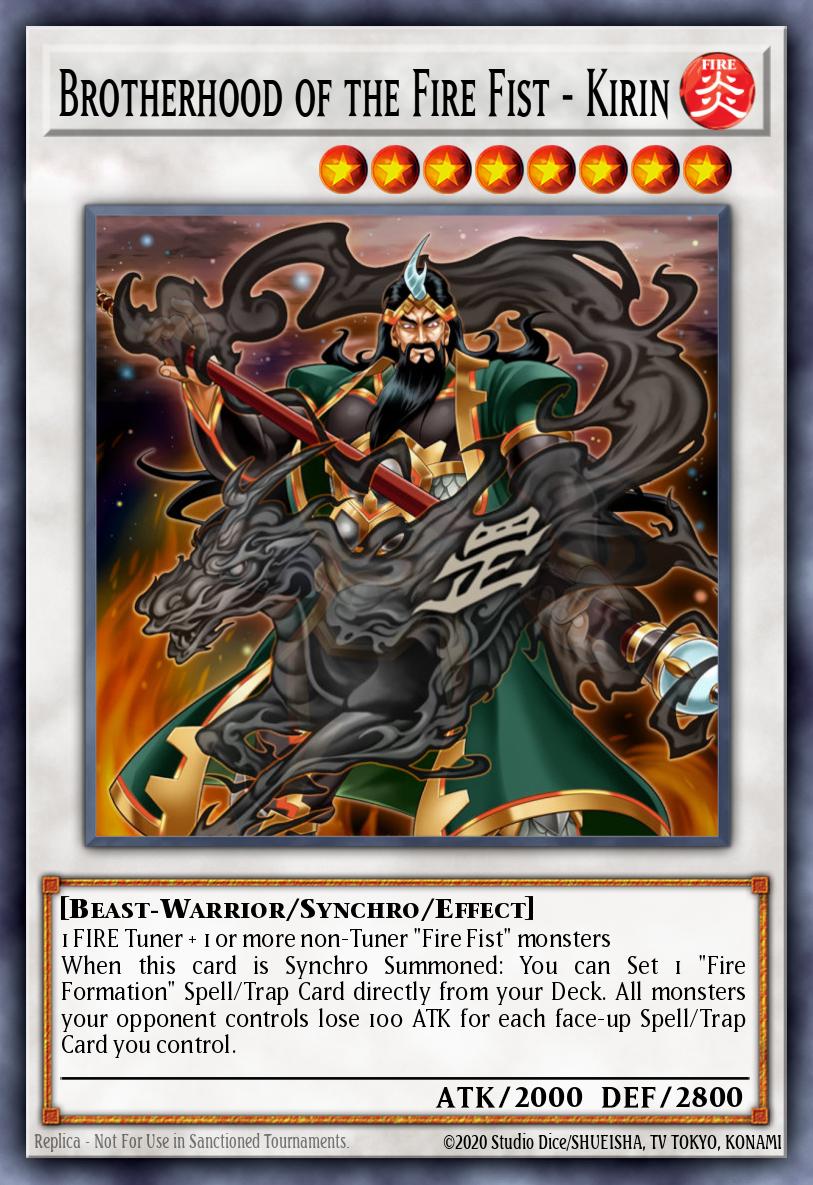 Brotherhood of the Fire Fist - Kirin
FIRE
炎
[Beast-Warrior/Synchro/Effect]
1 FIRE Tuner + 1 or more non-Tuner "Fire Fist" monsters
When this card is Synchro Summoned: You can Set 1 "Fire
Formation" Spell/Trap Card directly from your Deck. All monsters
your opponent controls lose 100 ATK for each face-up Spell/Trap
Card you control.
ATK/2000 DEF/2800
Replica - Not For Use in Sanctioned Tournaments.
©2020 Studio Dice/SHUEISHA, TV TOKYO, KONAMI